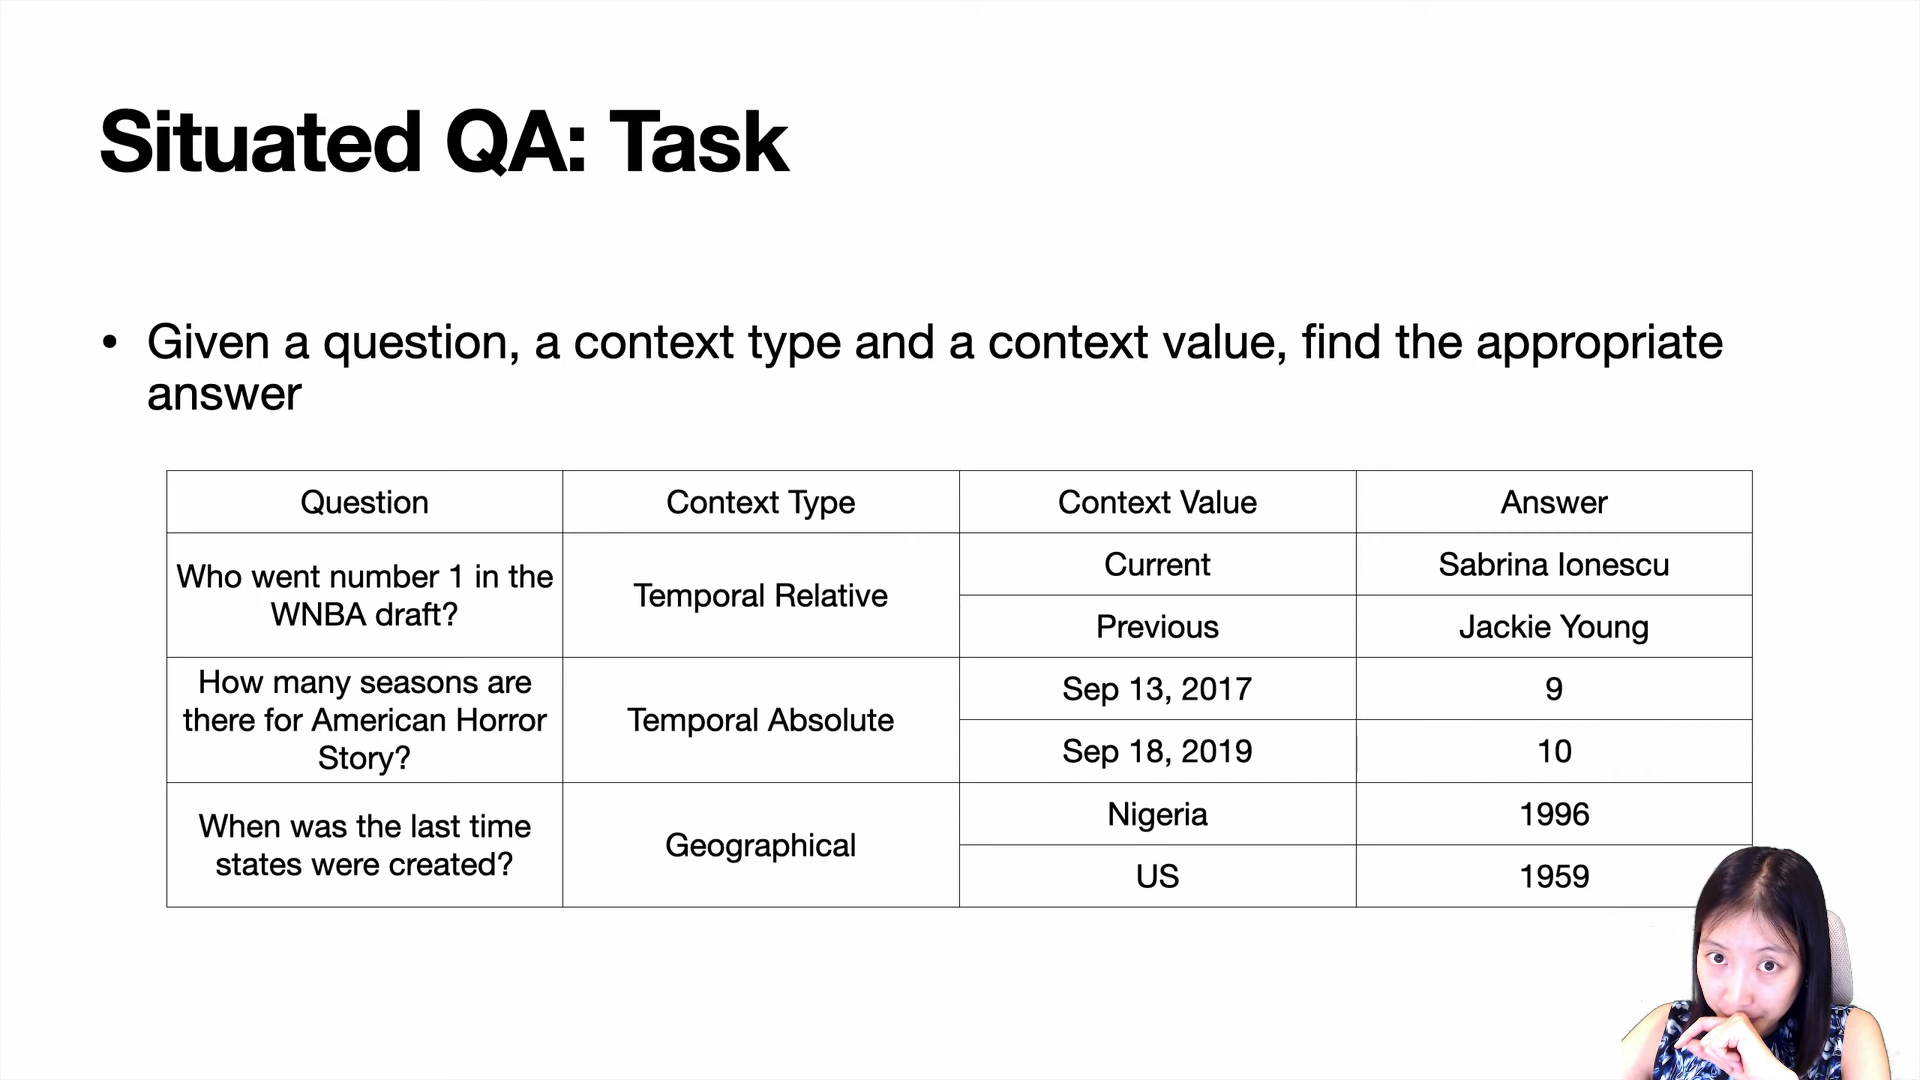 Situated QA: Task
• Given a question, a context type and a context value, find the appropriate
answer
Question
Context Type
Context Value
Answer
Who went number 1 in the
WNBA draft?
Temporal Relative
Current
Sabrina Ionescu
Previous
Jackie Young
How many seasons are
there for American Horror
Story?
Temporal Absolute
Sep 13, 2017
9
Sep 18, 2019
10
When was the last time
states were created?
Geographical
Nigeria
1996
US
1959